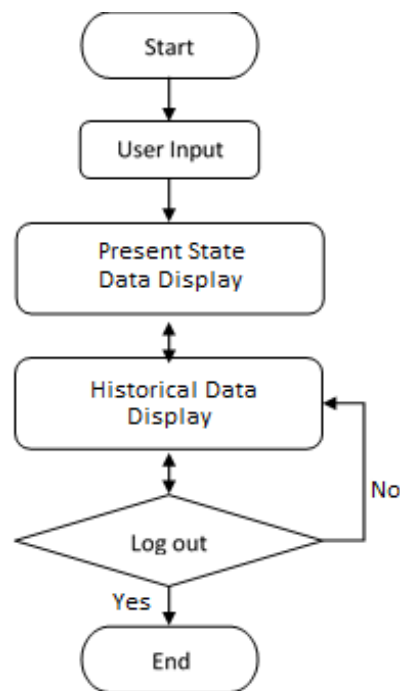 Start
User Input
Present State
Data Display
Historical Data
Display
No
Log out
Yes
End